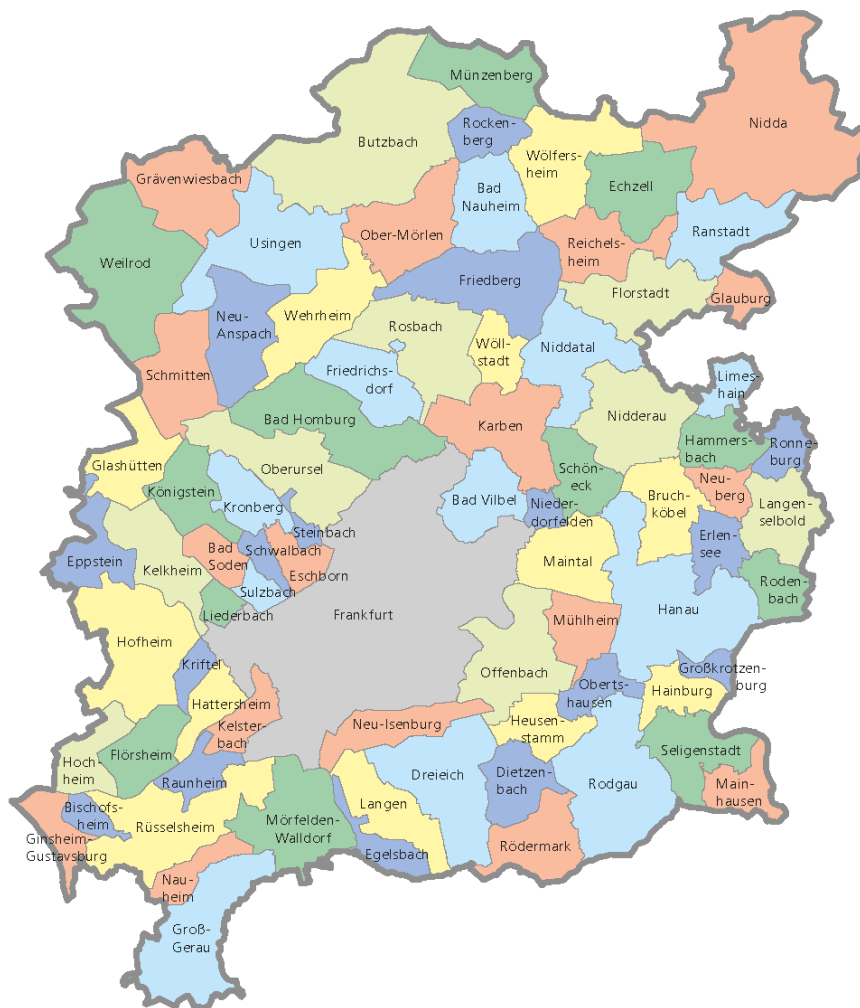 Münzenberg
Nidda
Rocken-
berg
Butzbach
Wölfers-
heim
Grävenwiesbach
Bad
Nauheim
Echzell
Ober-Mörlen
Usingen
Reichels-
heim
Ranstadt
Weilrod
Friedberg
Florstadt
Glauburg
Neu-
Anspach
Wehrheim
Rosbach
Wöll-
stadt
Niddatal
Schmitten
Friedrichs-
dorf
Limes-
hain
Nidderau
Bad Homburg
Karben
Hammers-
bach
Ronne-
burg
Glashütten
Oberursel
Schön-
eck
Königstein
Kronberg
Bad Vilbel
Nieder-
dorfelden
Bruch-
köbel
Neu-
berg
Langen-
selbold
Steinbach
Bad
Soden
Schwalbach
Eschborn
Erlen-
see
Eppstein
Kelkheim
Maintal
Sulzbach
Roden-
bach
Liederbach
Frankfurt
Mühlheim
Hanau
Hofheim
Kriftel
Offenbach
Großkrotzen-
burg
Hattersheim
Oberts-
hausen
Hainburg
Kelster-
bach
Neu-Isenburg
Heusen-
stamm
Hoch-
heim
Flörsheim
Seligenstadt
Raunheim
Dreieich
Dietzen-
bach
Rodgau
Main-
hausen
Bischofs-
heim
Langen
Rüsselsheim
Mörfelden-
Walldorf
Ginsheim-
Gustavsburg
Rödermark
Egelsbach
Nau-
heim
Groß-
Gerau